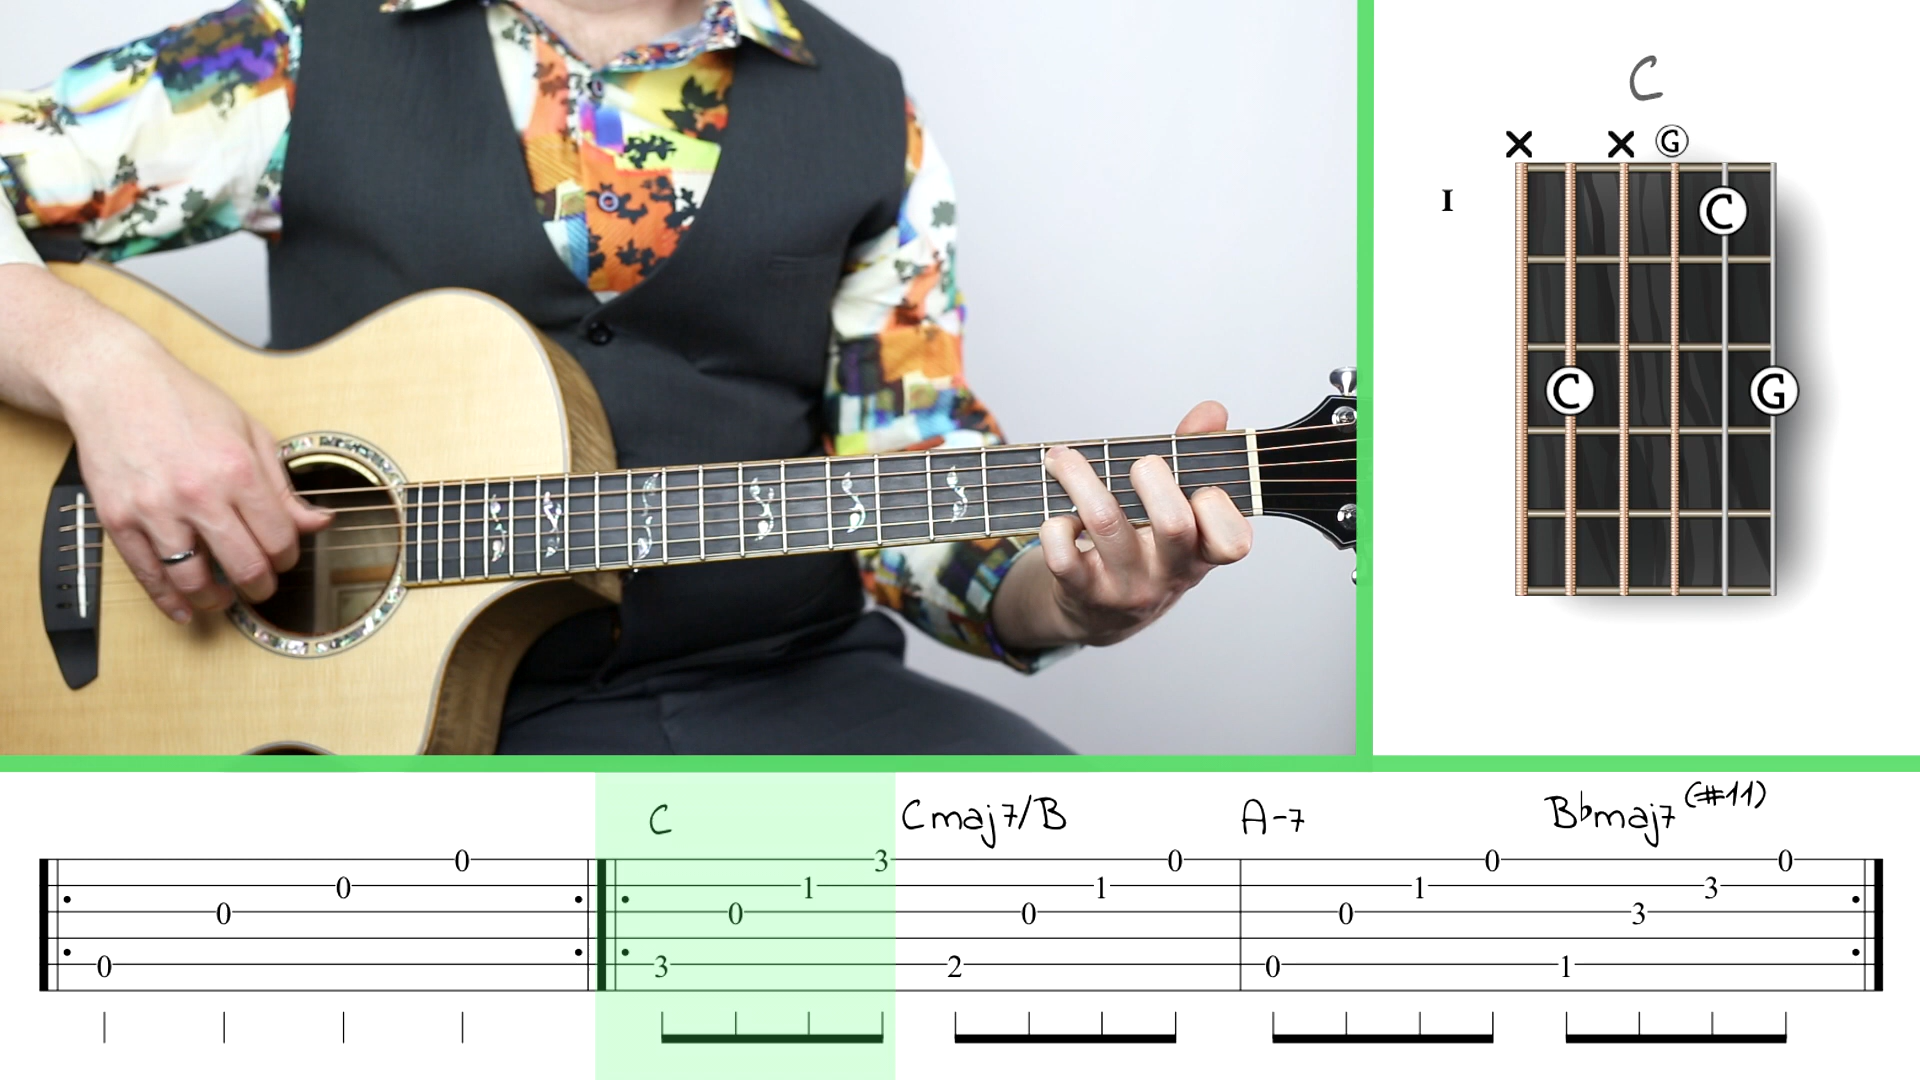 C
× × G
I
C
C G
C Cmaj7/B A-7 B♭maj7(#11)
0 3 0 0 0
0 1 1 1 3
0 0 0 0 3
0 3 2 0 1